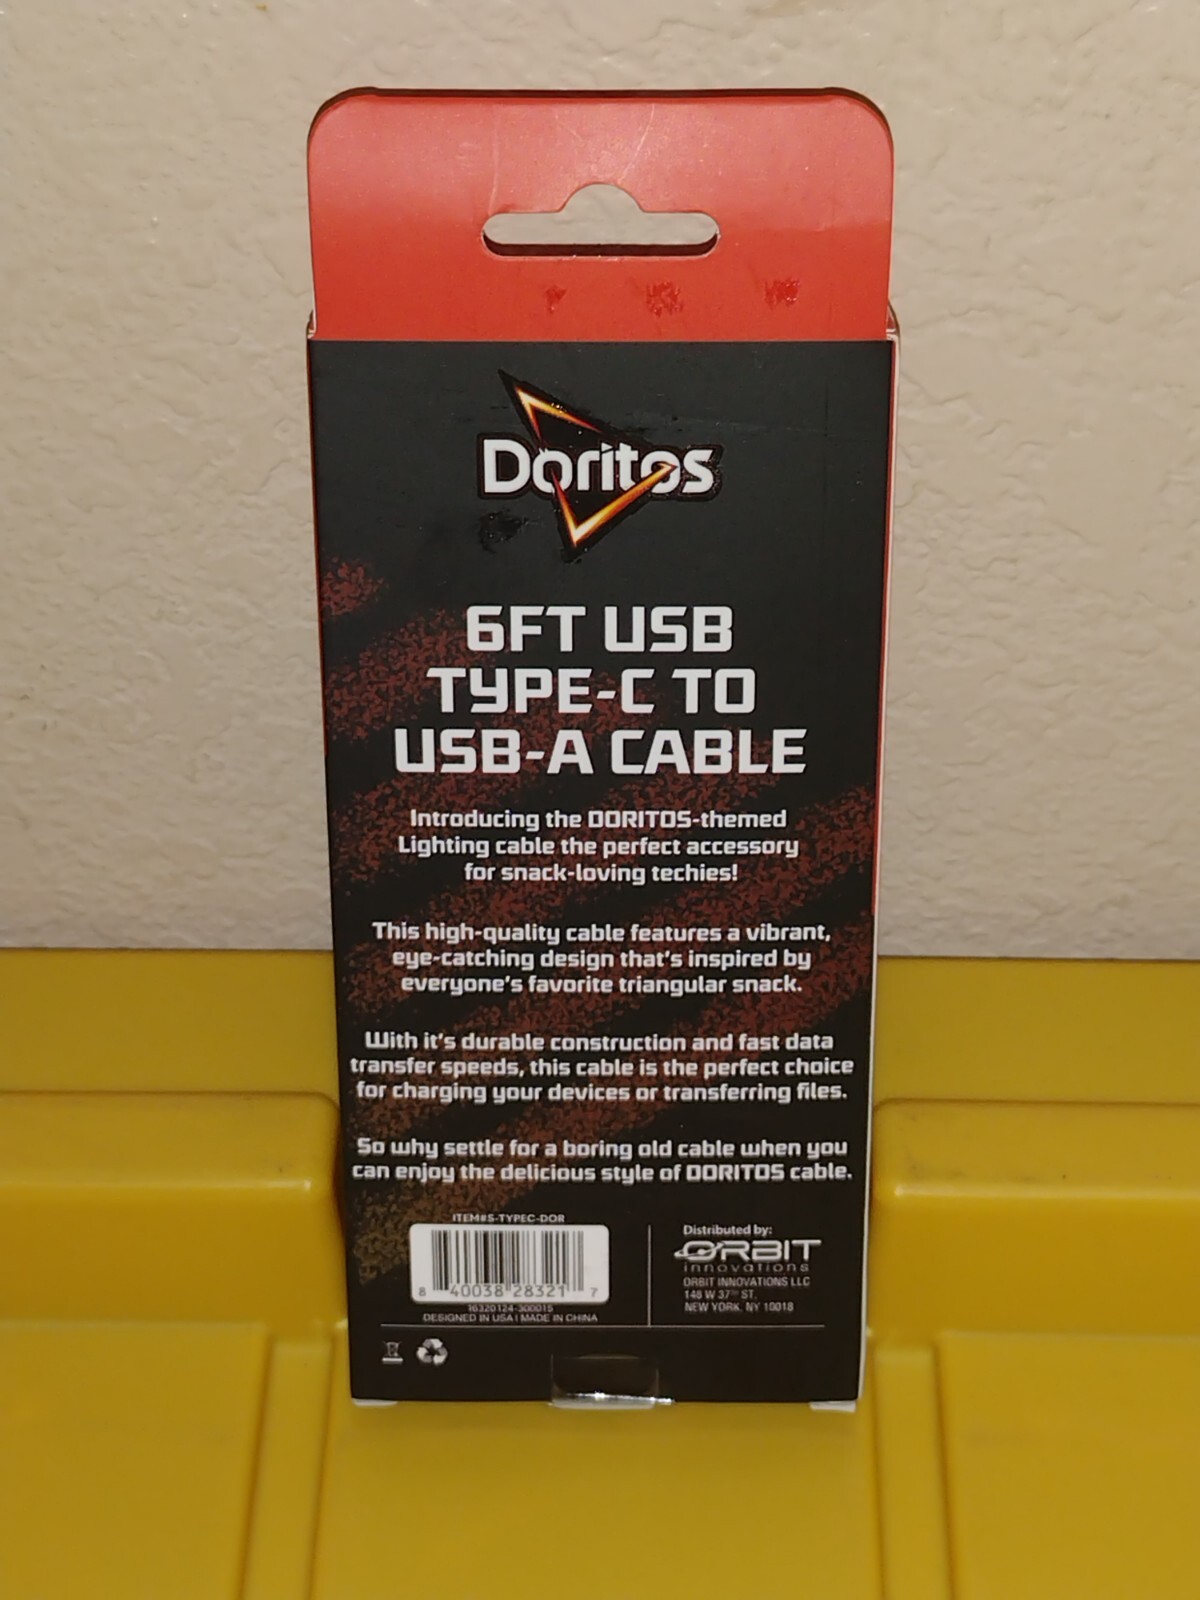 Doritos
6FT USB
TYPE-C TO
USB-A CABLE
Introducing the DORITOS-themed
Lighting cable the perfect accessory
for snack-loving techies!
This high-quality cable features a vibrant,
eye-catching design that's inspired by
everyone's favorite triangular snack.
With it's durable construction and fast data
transfer speeds, this cable is the perfect choice
for charging your devices or transferring files.
So why settle for a boring old cable when you
can enjoy the delicious style of DORITOS cable.
ITEM#S-TYPEC-DOR
8 40038 28321 7
16320124-300015
DESIGNED IN USA | MADE IN CHINA
Distributed by:
ORBIT
innovations
ORBIT INNOVATIONS LLC
148 W 37TH ST.
NEW YORK, NY 10018